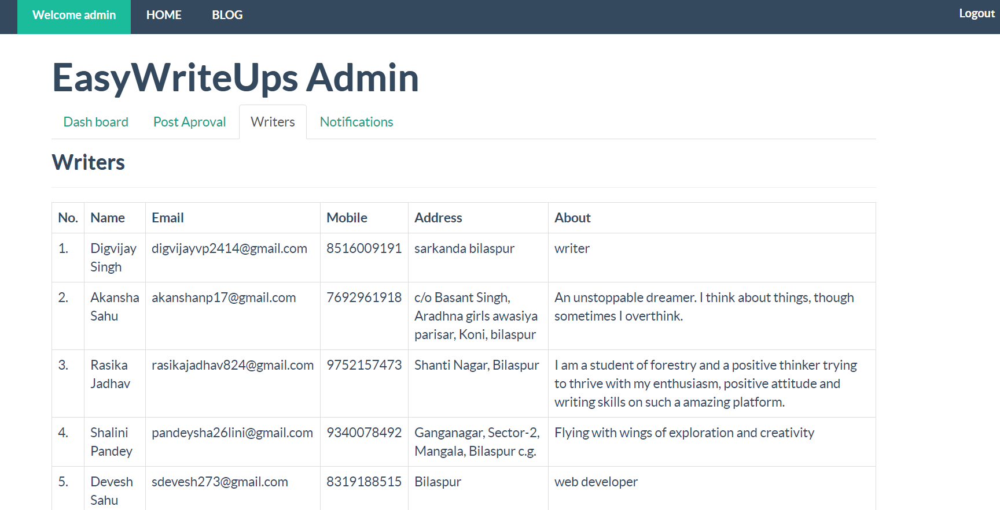 Welcome admin HOME BLOG Logout
EasyWriteUps Admin
Dash board Post Aproval Writers Notifications
Writers
No. Name Email Mobile Address About
1. Digvijay digvijayvp2414@gmail.com 8516009191 sarkanda bilaspur writer
Singh
2. Akansha akanshanp17@gmail.com 7692961918 c/o Basant Singh, An unstoppable dreamer. I think about things, though
Sahu Aradhna girls awasiya sometimes I overthink.
parisar, Koni, bilaspur
3. Rasika rasikajadhav824@gmail.com 9752157473 Shanti Nagar, Bilaspur I am a student of forestry and a positive thinker trying
Jadhav to thrive with my enthusiasm, positive attitude and
writing skills on such a amazing platform.
4. Shalini pandeysha26lini@gmail.com 9340078492 Ganganagar, Sector-2, Flying with wings of exploration and creativity
Pandey Mangala, Bilaspur c.g.
5. Devesh sdevesh273@gmail.com 8319188515 Bilaspur web developer
Sahu